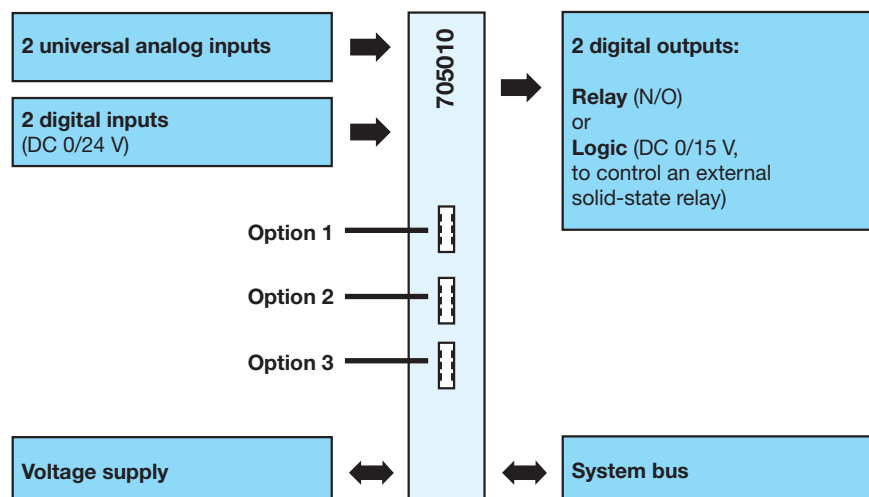 2 universal analog inputs
2 digital inputs
(DC 0/24 V)
705010
2 digital outputs:
Relay (N/O)
or
Logic (DC 0/15 V,
to control an external
solid-state relay)
Option 1
Option 2
Option 3
Voltage supply
System bus